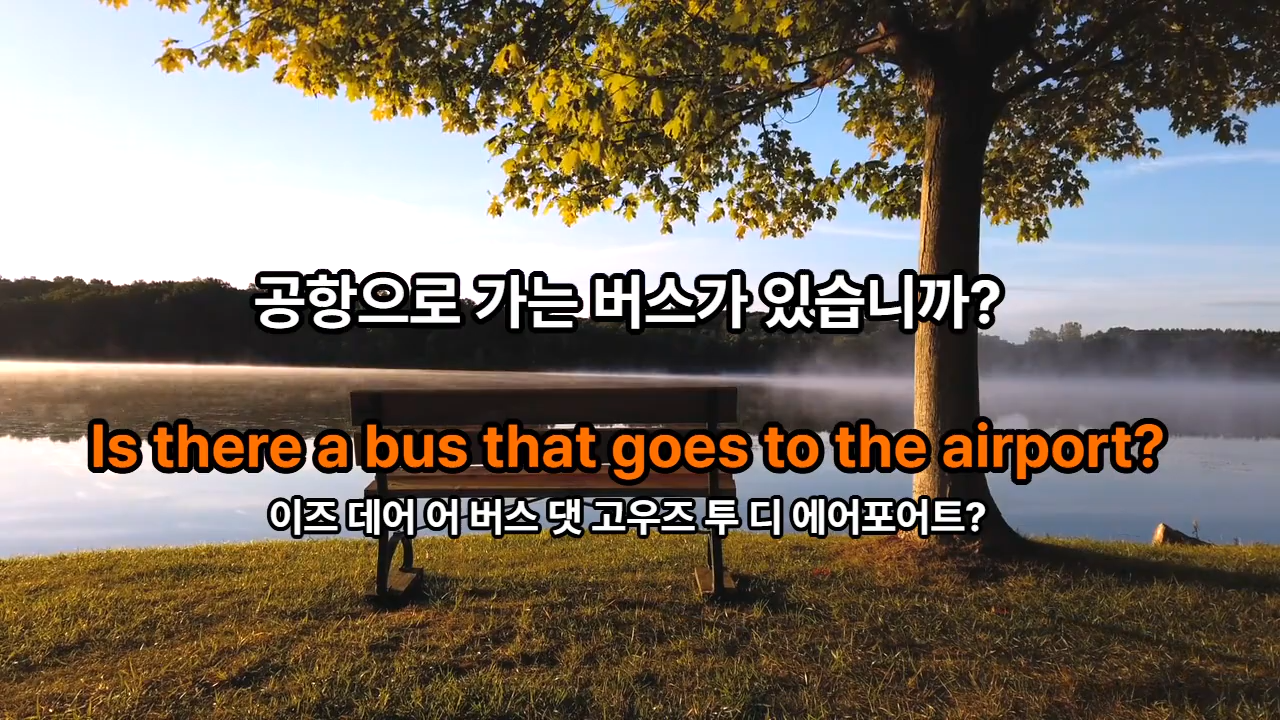 공항으로 가는 버스가 있습니까?
Is there a bus that goes to the airport?
이즈 데어 어 버스 댓 고우즈 투 디 에어포어트?